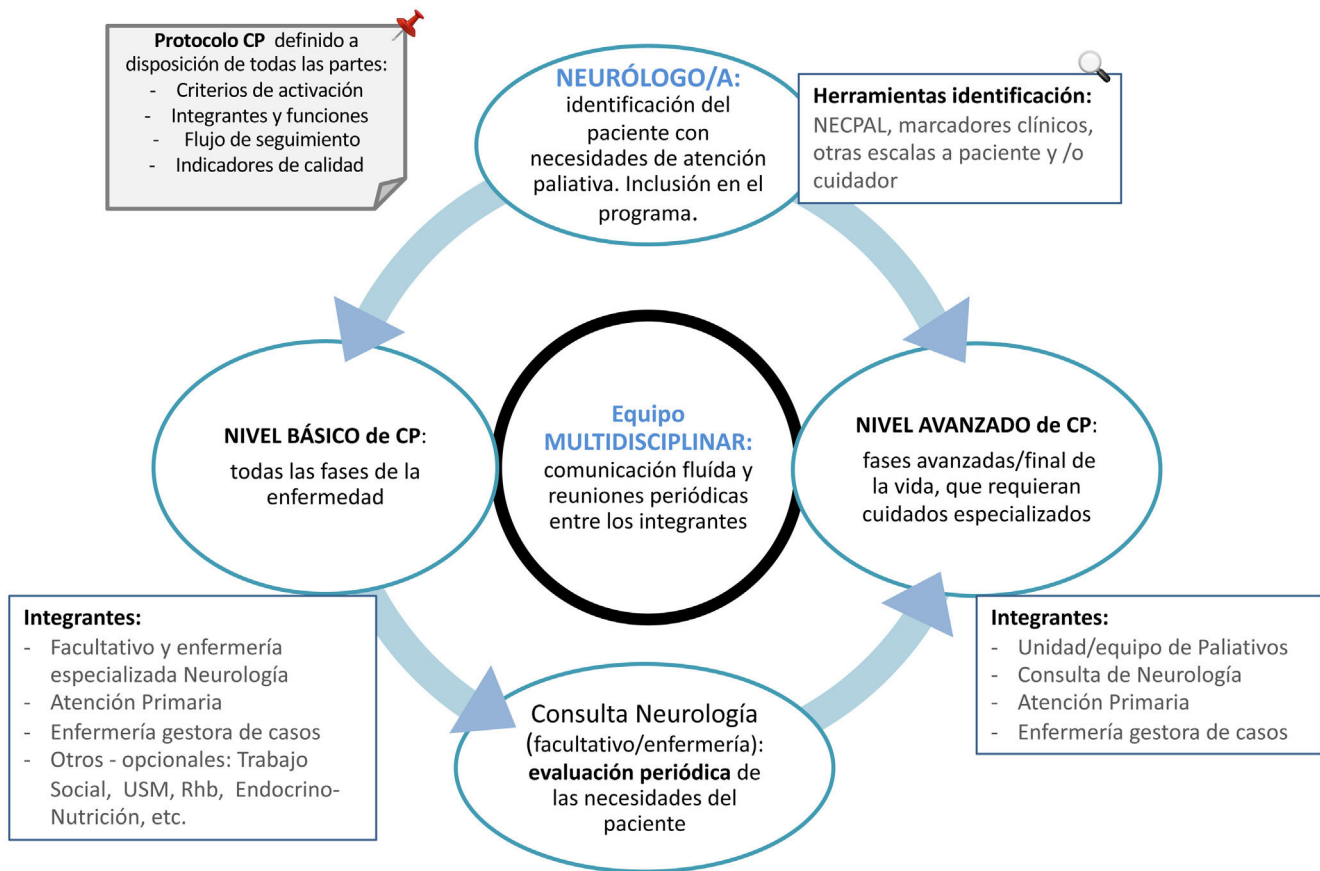 Protocolo CP definido a
disposición de todas las partes:
- Criterios de activación
- Integrantes y funciones
- Flujo de seguimiento
- Indicadores de calidad
NEURÓLOGO/A:
identificación del
paciente con
necesidades de atención
paliativa. Inclusión en el
programa.
Herramientas identificación:
NECPAL, marcadores clínicos,
otras escalas a paciente y /o
cuidador
NIVEL BÁSICO de CP:
todas las fases de la
enfermedad
Equipo
MULTIDISCIPLINAR:
comunicación fluída y
reuniones periódicas
entre los integrantes
NIVEL AVANZADO de CP:
fases avanzadas/final de
la vida, que requieran
cuidados especializados
Integrantes:
- Facultativo y enfermería
especializada Neurología
- Atención Primaria
- Enfermería gestora de casos
- Otros - opcionales: Trabajo
Social, USM, Rhb, Endocrino-
Nutrición, etc.
Consulta Neurología
(facultativo/enfermería):
evaluación periódica de
las necesidades del
paciente
Integrantes:
- Unidad/equipo de Paliativos
- Consulta de Neurología
- Atención Primaria
- Enfermería gestora de casos